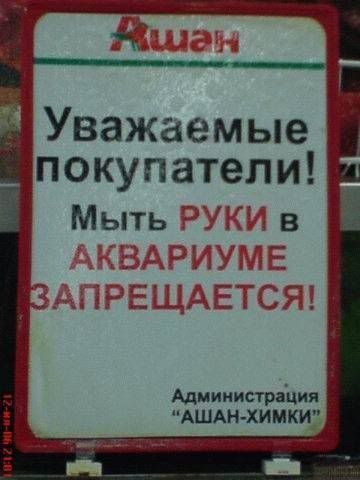 Ашан
Уважаемые
покупатели!
Мыть РУКИ в
АКВАРИУМЕ
ЗАПРЕЩАЕТСЯ!
Администрация
“АШАН-ХИМКИ”